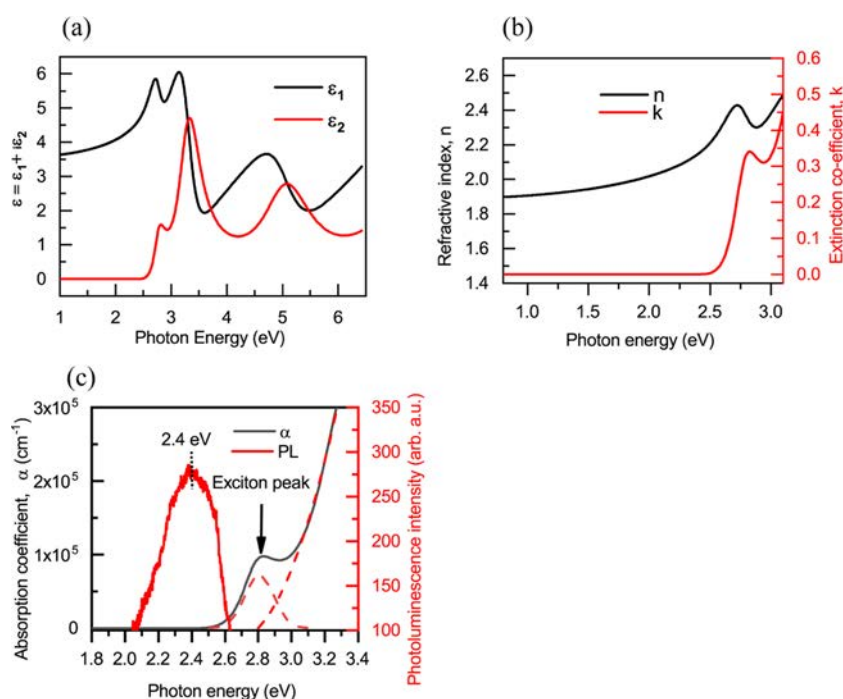 (a)
ε = ε1+ iε2
6
5
4
3
2
1
0
ε1
ε2
1 2 3 4 5 6
Photon Energy (eV)
(b)
Refractive index, n
2.6
2.4
2.2
2.0
1.8
1.6
1.4
n
k
0.6
0.5
0.4
0.3
0.2
0.1
0.0
Extinction co-efficient, k
1.0 1.5 2.0 2.5 3.0
Photon energy (eV)
(c)
Absorption coefficient, α (cm-1)
3x10^5
2x10^5
1x10^5
0
2.4 eV
α
PL
Exciton peak
350
300
250
200
150
100
Photoluminescence intensity (arb. a.u.)
1.8 2.0 2.2 2.4 2.6 2.8 3.0 3.2 3.4
Photon energy (eV)